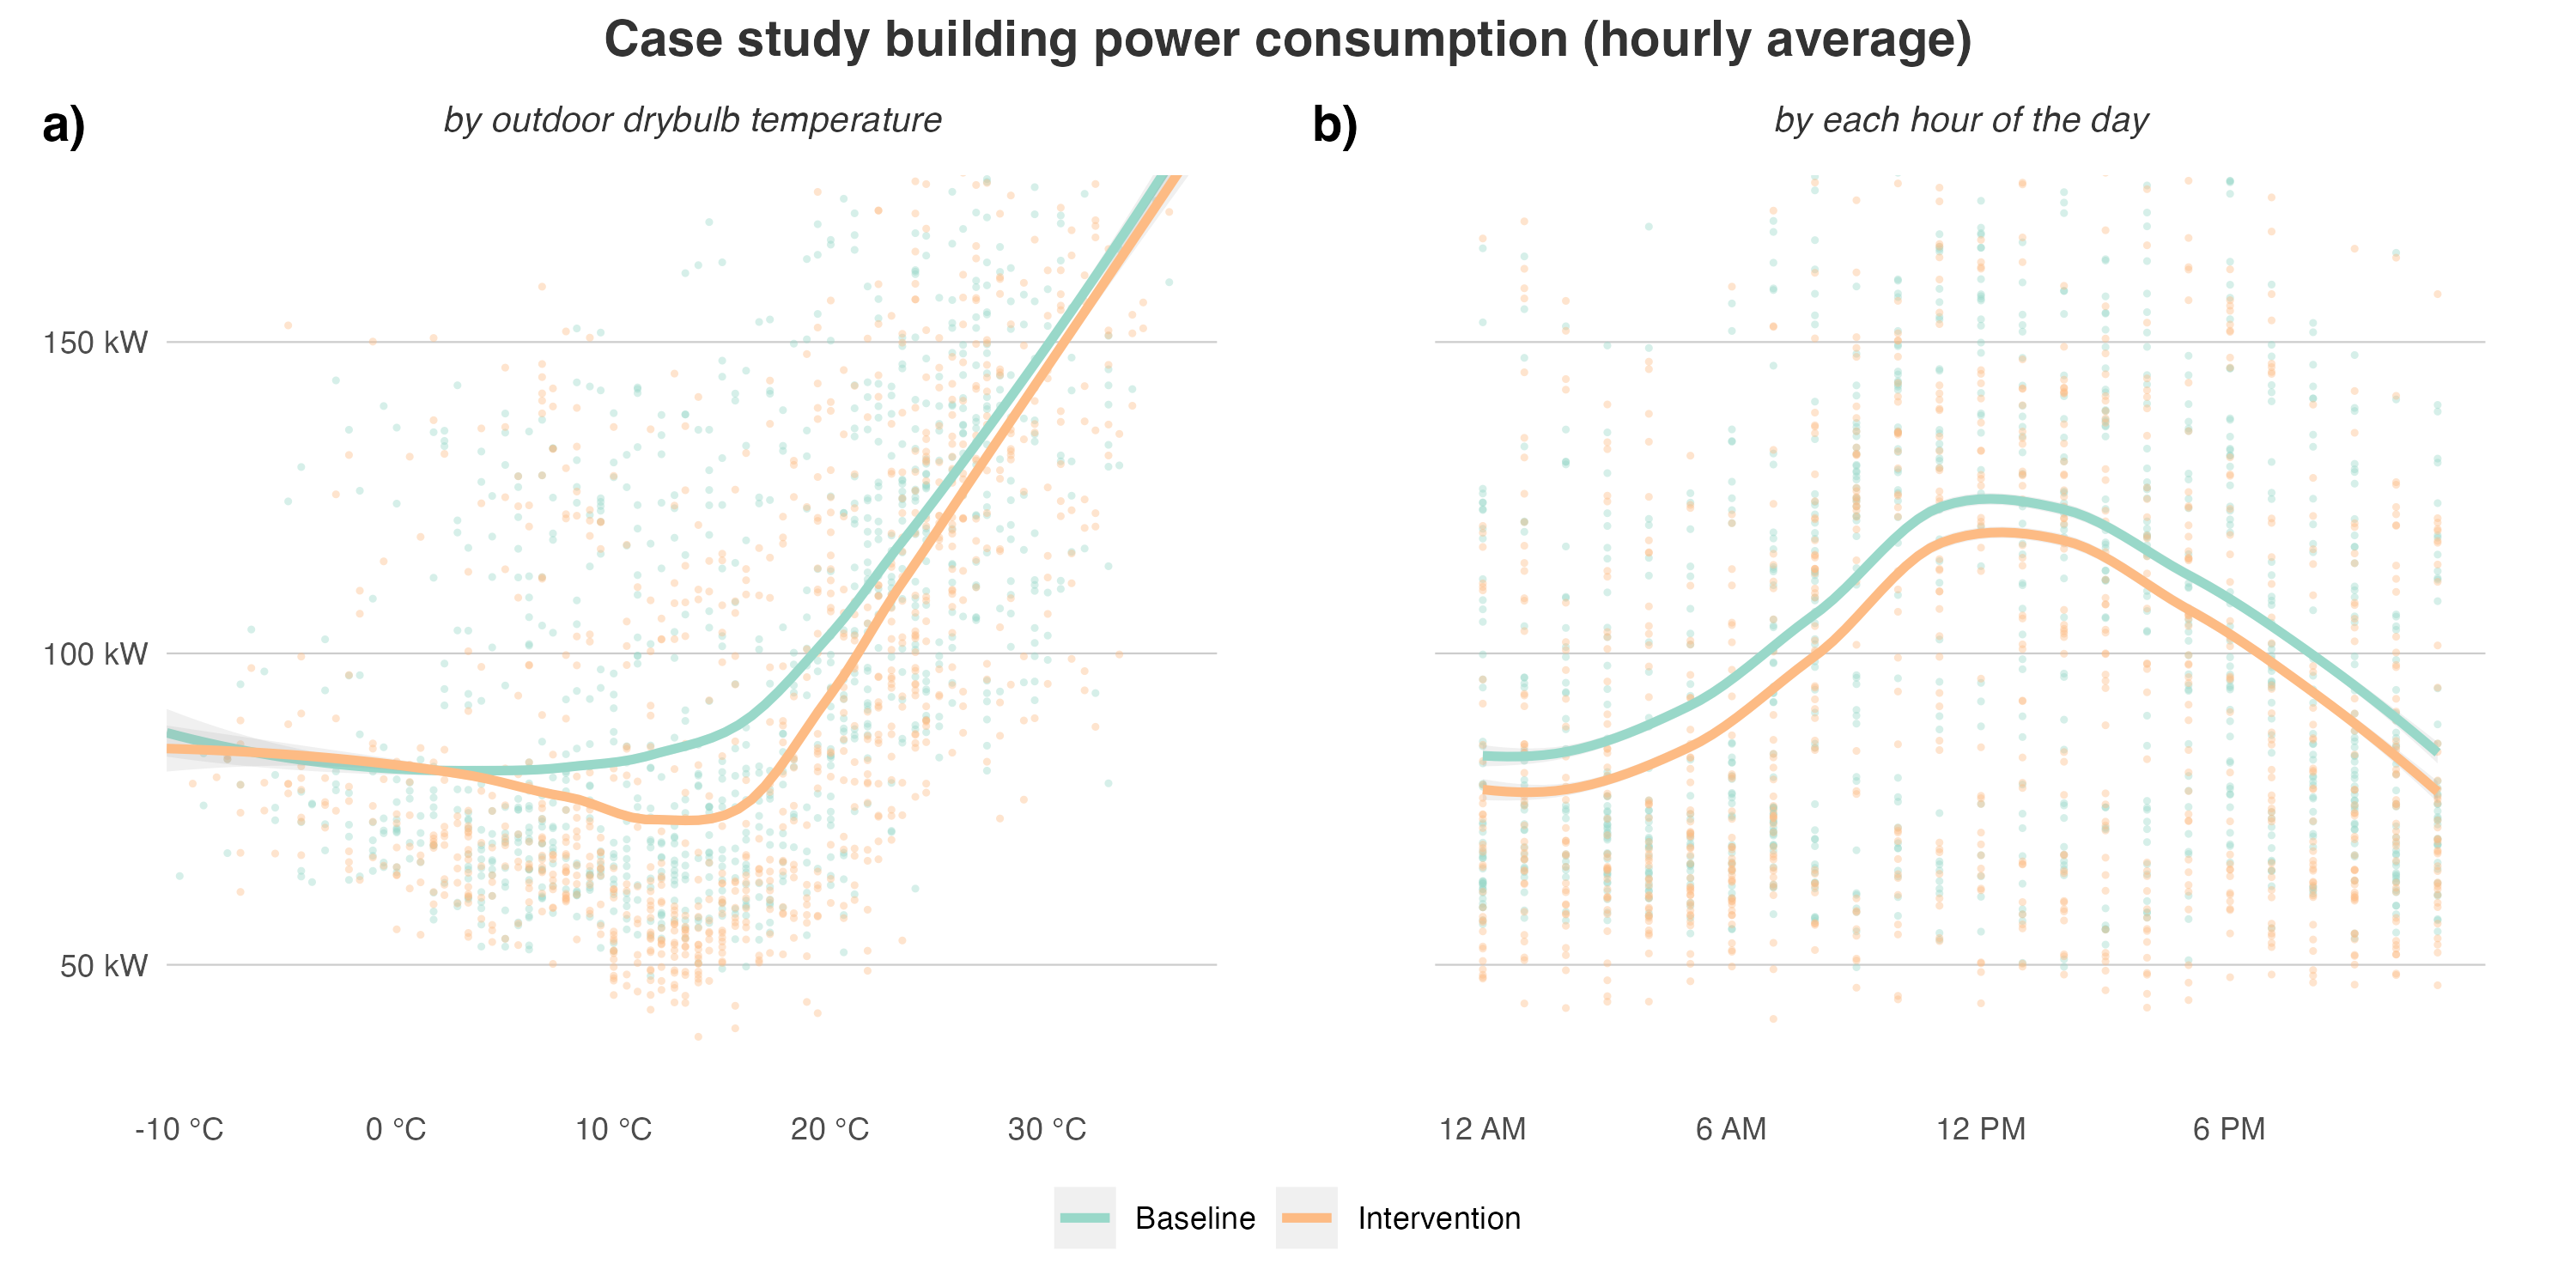 Case study building power consumption (hourly average)
a)
by outdoor drybulb temperature
b)
by each hour of the day
150 kW
100 kW
50 kW
-10 °C 0 °C 10 °C 20 °C 30 °C
12 AM 6 AM 12 PM 6 PM
Baseline Intervention